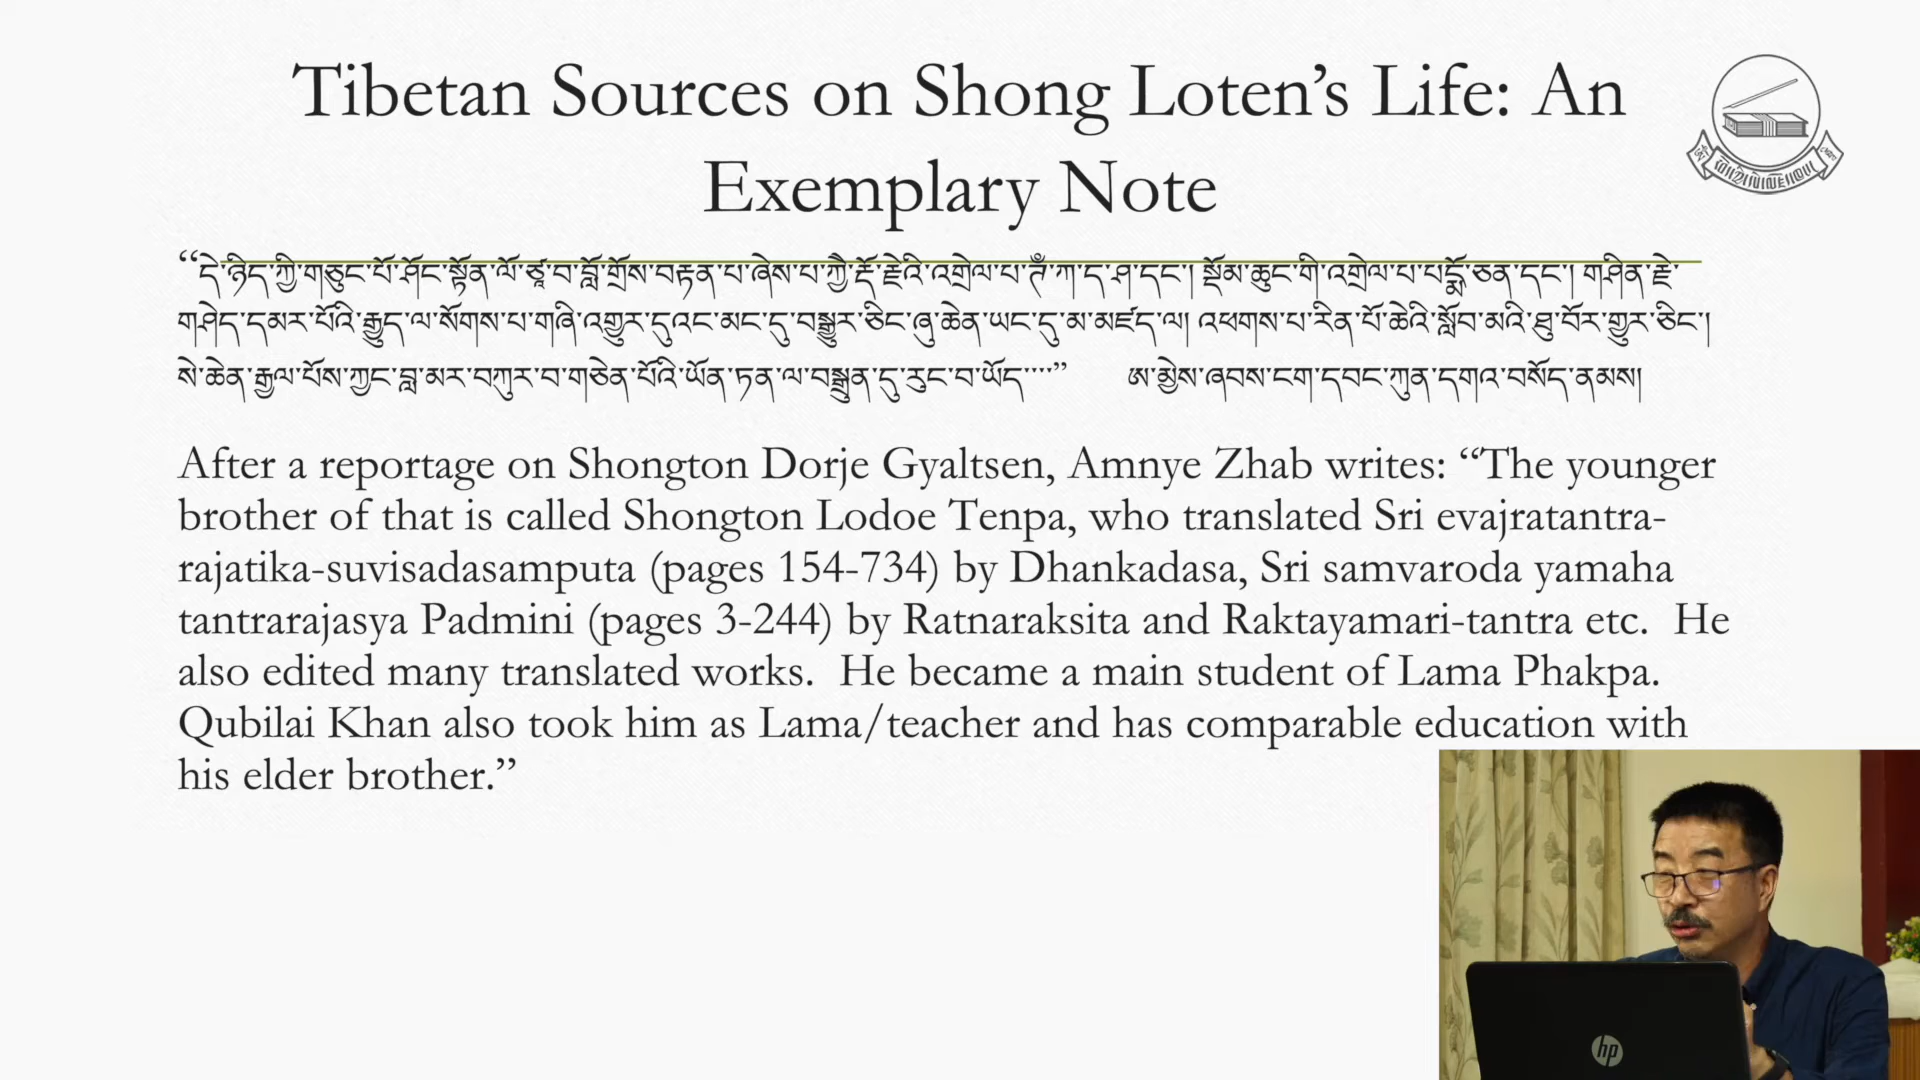 Tibetan Sources on Shong Loten’s Life: An
Exemplary Note
“དེ་ཉིད་ཀྱི་གཅུང་པོ་ཤོང་སྟོན་ལོ་ཙཱ་བ་བློ་གྲོས་བརྟན་པ་ཞེས་པ་ཀྱེ་རྡོ་རྗེའི་འགྲེལ་པ་ཊཾ་ཀ་ད་ཤ་དང་། སྡོམ་ཆུང་གི་འགྲེལ་པ་པདྨོ་ཅན་དང་། གཤིན་རྗེ་
གཤེད་དམར་པོའི་རྒྱུད་ལ་སོགས་པ་གཞི་འགྱུར་དུའང་མང་དུ་བསྒྱུར་ཅིང་ཞུ་ཆེན་ཡང་དུ་མ་མཛད་ལ། འཕགས་པ་རིན་པོ་ཆེའི་སློབ་མའི་ཐུ་བོར་གྱུར་ཅིང་།
སེ་ཆེན་རྒྱལ་པོས་ཀྱང་བླ་མར་བཀུར་བ་གཅེན་པོའི་ཡོན་ཏན་ལ་བསྒྲུན་དུ་རུང་བ་ཡོད་་་་” ཨ་མྱེས་ཞབས་ངག་དབང་ཀུན་དགའ་བསོད་ནམས།
After a reportage on Shongton Dorje Gyaltsen, Amnye Zhab writes: “The younger
brother of that is called Shongton Lodoe Tenpa, who translated Sri evajratantra-
rajatika-suvisadasamputa (pages 154-734) by Dhankadasa, Sri samvaroda yamaha
tantrarajasya Padmini (pages 3-244) by Ratnaraksita and Raktayamari-tantra etc. He
also edited many translated works. He became a main student of Lama Phakpa.
Qubilai Khan also took him as Lama/teacher and has comparable education with
his elder brother.”
hp